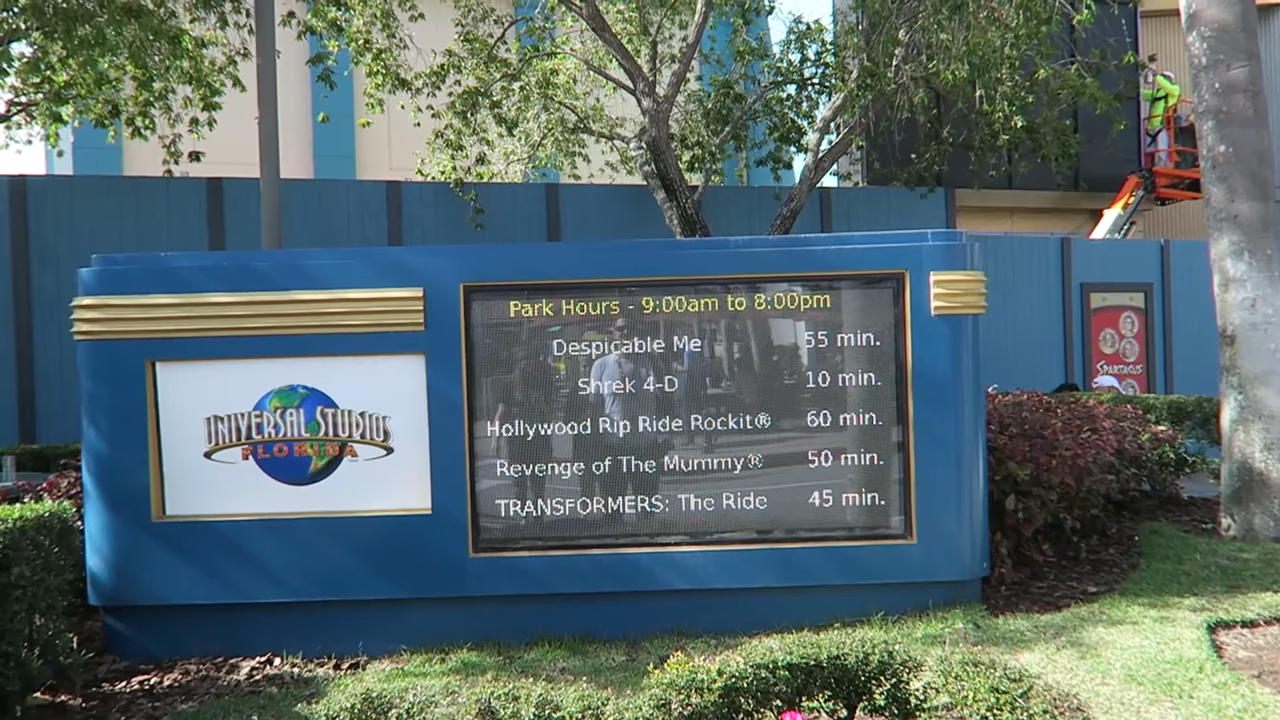 UNIVERSAL STUDIOS
FLORIDA
Park Hours - 9:00am to 8:00pm
Despicable Me 55 min.
Shrek 4-D 10 min.
Hollywood Rip Ride Rockit® 60 min.
Revenge of The Mummy® 50 min.
TRANSFORMERS: The Ride 45 min.
SPARTACUS